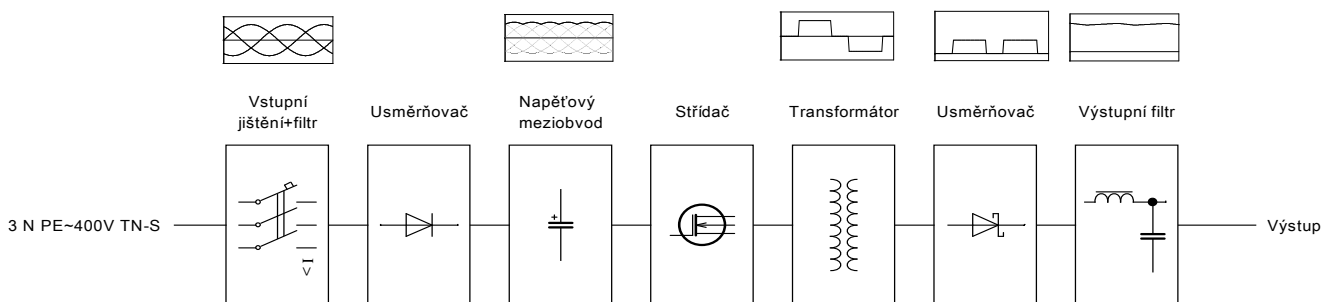 Vstupní
jištění+filtr
Usměrňovač
Napěťový
meziobvod
Střídač
Transformátor
Usměrňovač
Výstupní filtr
3 N PE~400V TN-S
+
I>
Výstup